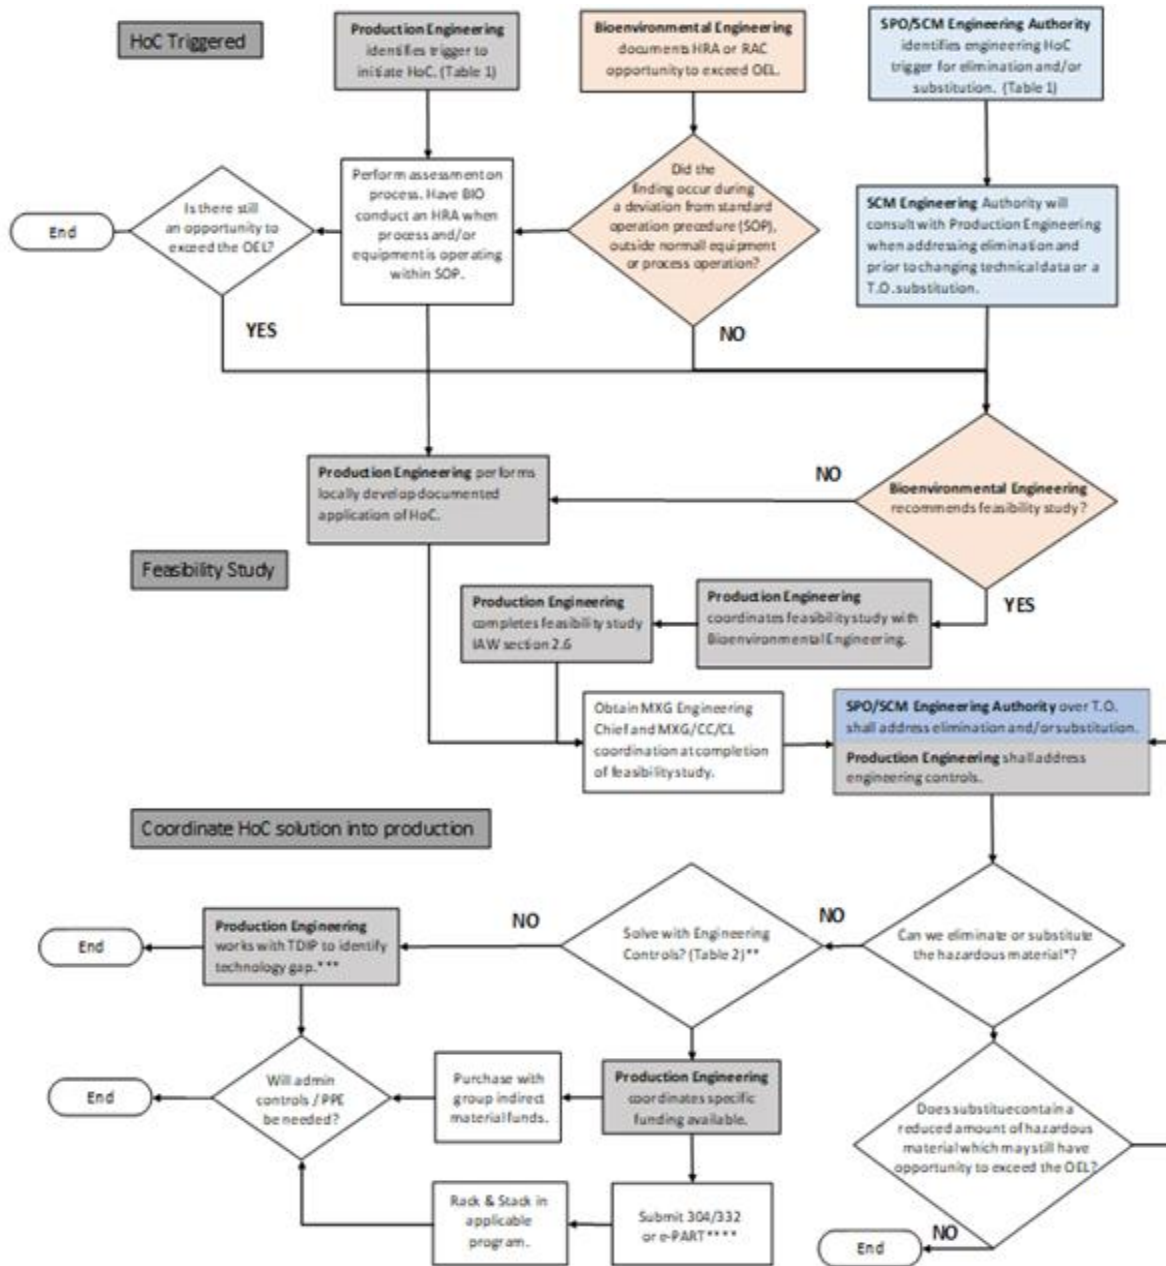 HoC Triggered
Production Engineering
identifies trigger to
initiate HoC. (Table 1)
Bioenvironmental Engineering
documents HRA or RAC
opportunity to exceed OEL.
SPO/SCM Engineering Authority
identifies engineering HoC
trigger for elimination and/or
substitution. (Table 1)
End
Is there still
an opportunity to
exceed the OEL?
Perform assessment on
process. Have BIO
conduct an HRA when
process and/or
equipment is operating
within SOP.
Did the
finding occur during
a deviation from standard
operation precedure (SOP),
outside normall equipment
or process operation?
SCM Engineering Authority will
consult with Production Engineering
when addressing elimination and
prior to changing technical data or a
T.O. substitution.
YES
NO
Production Engineering performs
locally develop documented
application of HoC.
NO
Bioenvironmental Engineering
recommends feasibility study?
Feasibility Study
YES
Production Engineering
completes feasibility study
IAW section 2.6
Production Engineering
coordinates feasibility study with
Bioenvironmental Engineering.
Obtain MXG Engineering
Chief and MXG/CC/CL
coordination at completion
of feasibility study.
SPO/SCM Engineering Authority over T.O.
shall address elimination and/or substitution.
Production Engineering shall address
engineering controls.
Coordinate HoC solution into production
End
Production Engineering
works with TDIP to identify
technology gap.***
NO
Solve with Engineering
Controls? (Table 2)**
NO
Can we eliminate or substitute
the hazardous material*?
End
Will admin
controls / PPE
be needed?
Purchase with
group indirect
material funds.
Production Engineering
coordinates specific
funding available.
Does substitue contain a
reduced amount of hazardous
material which may still have
opportunity to exceed the OEL?
Rack & Stack in
applicable
program.
Submit 304/332
or e-PART****
End
NO